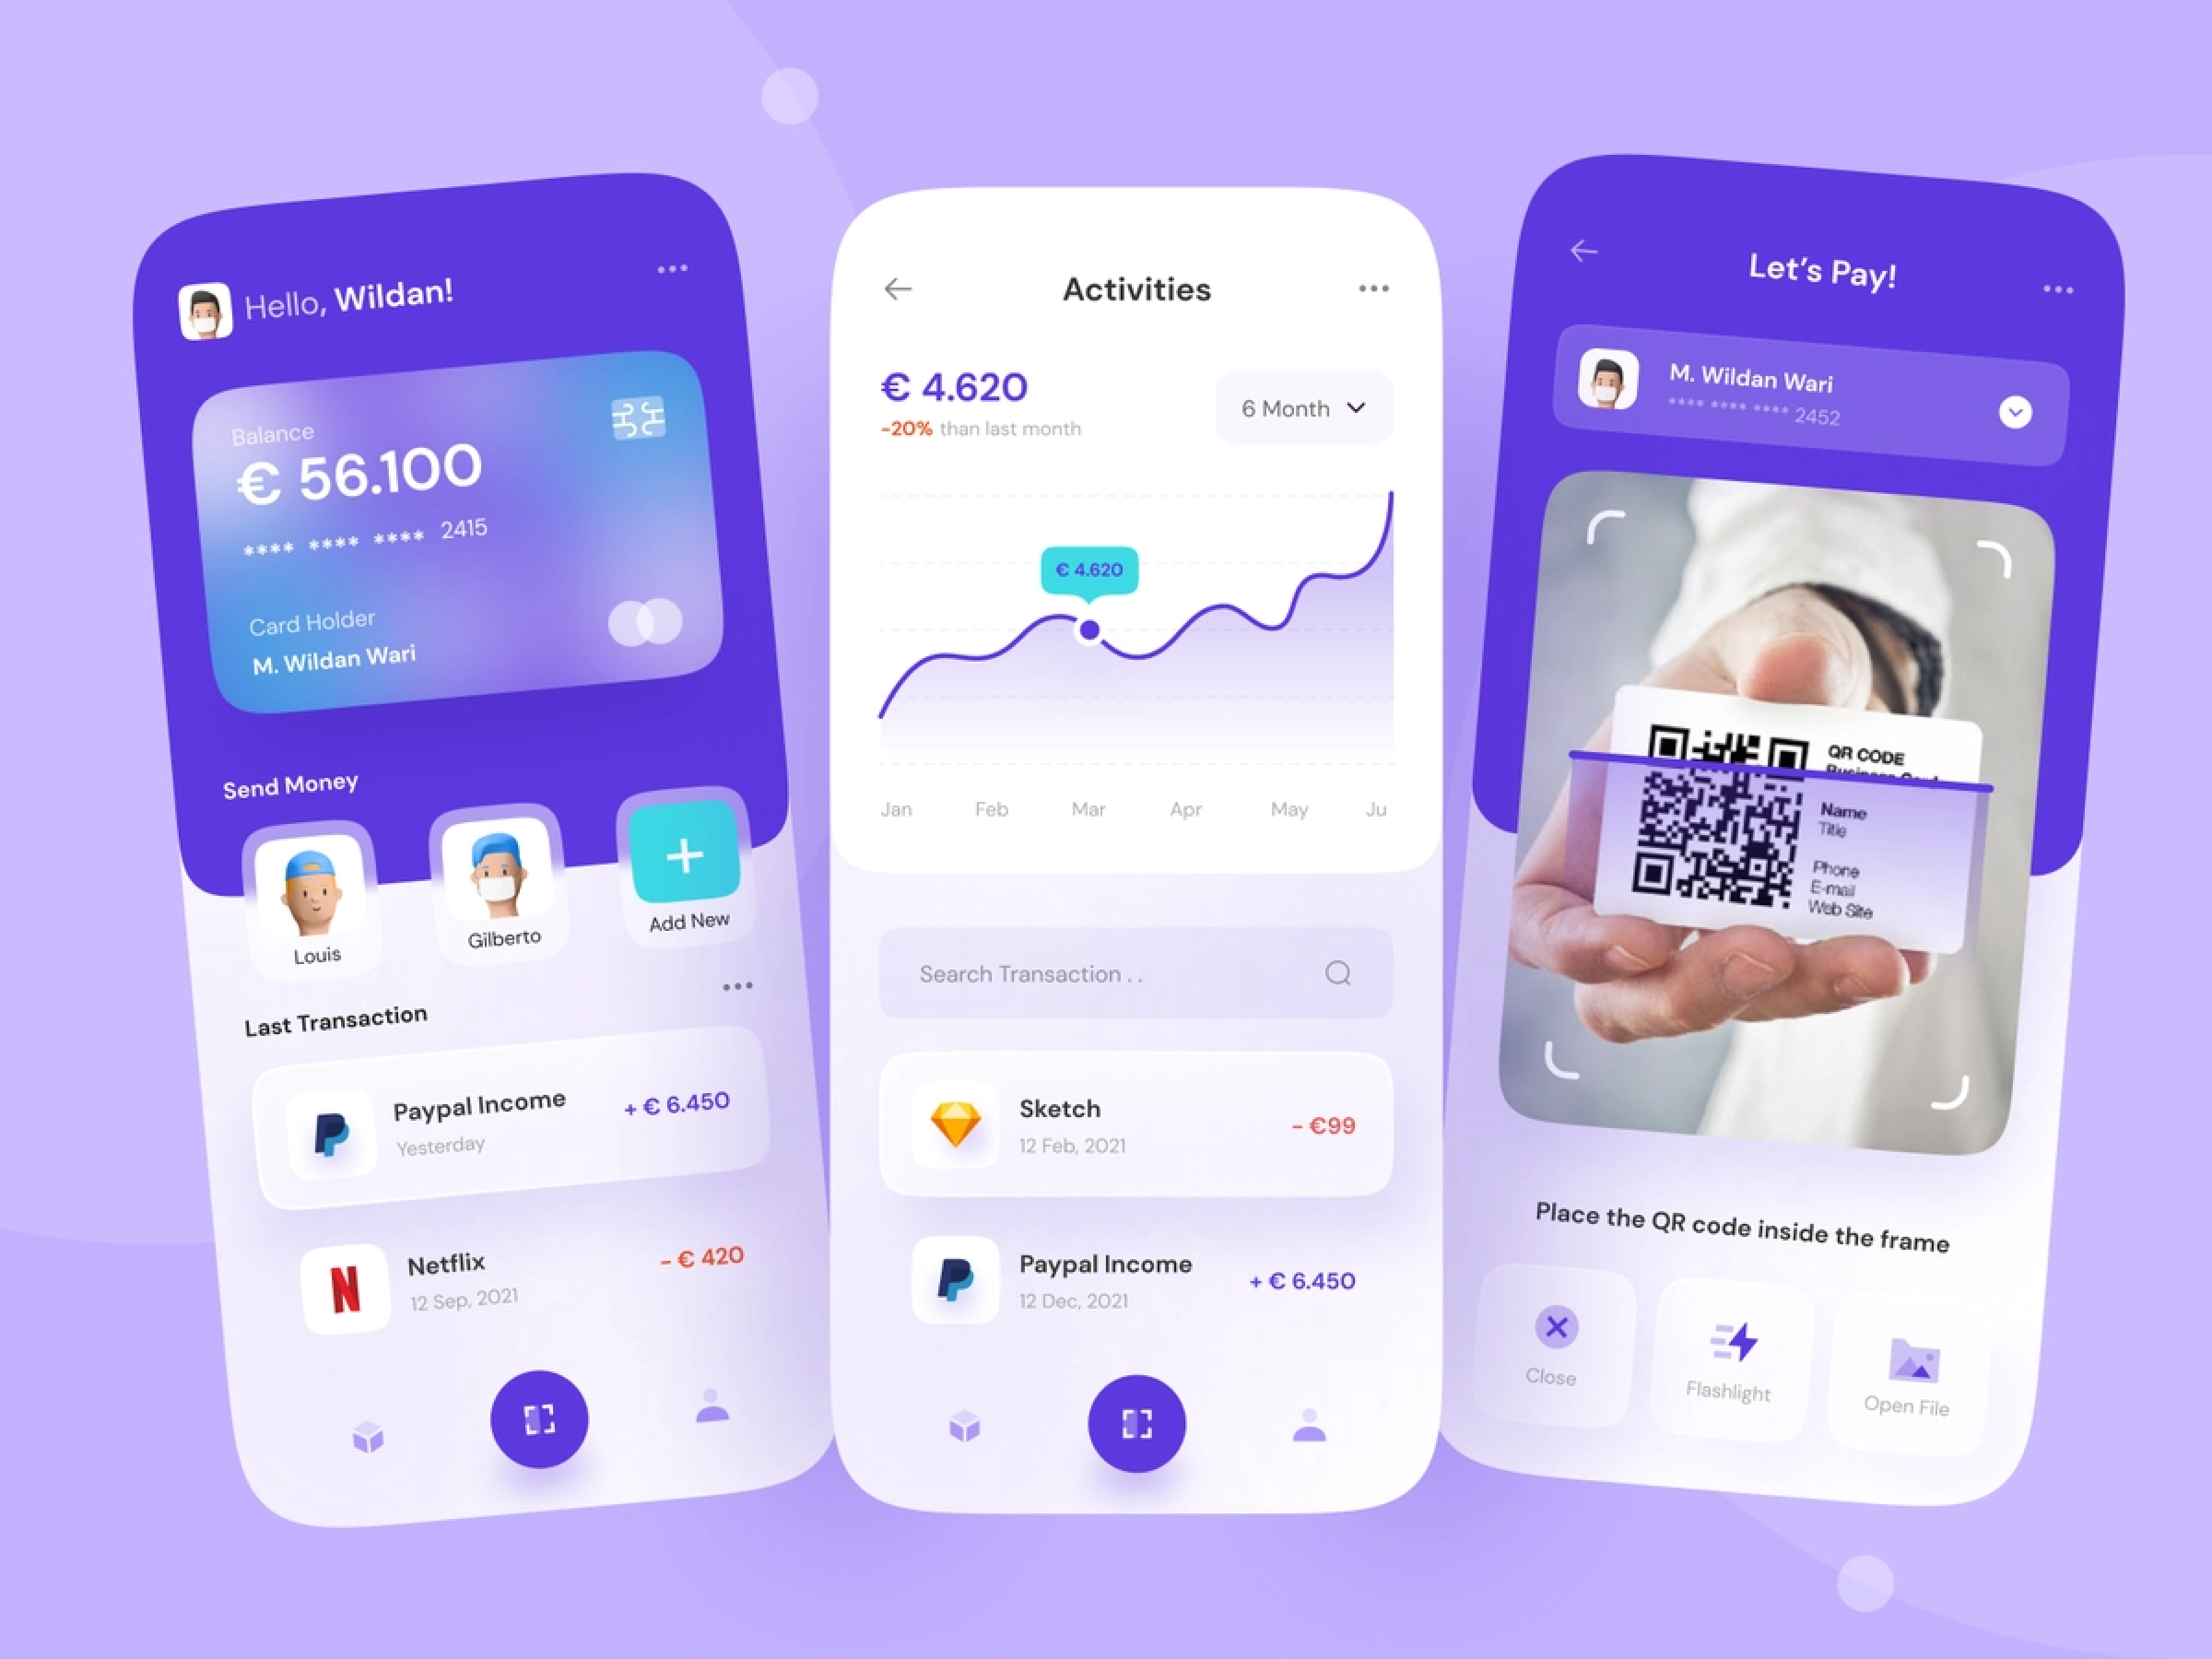 Hello, Wildan!
Balance
€ 56.100
**** **** **** 2415
Card Holder
M. Wildan Wari
Send Money
Louis
Gilberto
Add New
Last Transaction
Paypal Income
+ € 6.450
Yesterday
Netflix
- € 420
12 Sep, 2021
Activities
€ 4.620
6 Month
-20% than last month
€ 4.620
Jan Feb Mar Apr May Ju
Search Transaction . .
Sketch
- €99
12 Feb, 2021
Paypal Income
+ € 6.450
12 Dec, 2021
Let's Pay!
M. Wildan Wari
**** **** **** 2452
QR CODE
Business Card
Name
Title
Phone
E-mail
Web Site
Place the QR code inside the frame
Close
Flashlight
Open File